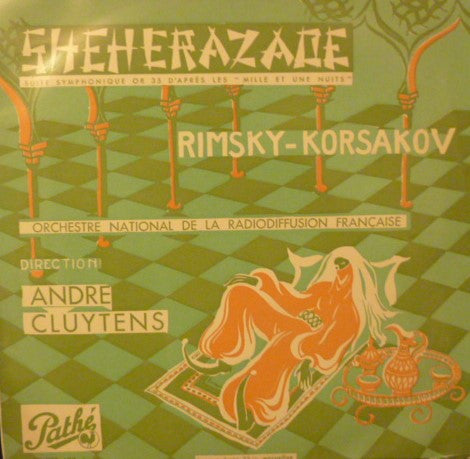 SHEHERAZADE
SUITE SYMPHONIQUE OR 35 D'APRÈS LES "MILLE ET UNE NUITS"
RIMSKY-KORSAKOV
ORCHESTRE NATIONAL DE LA RADIODIFFUSION FRANCAISE
DIRECTION:
ANDRE
CLUYTENS
Pathé